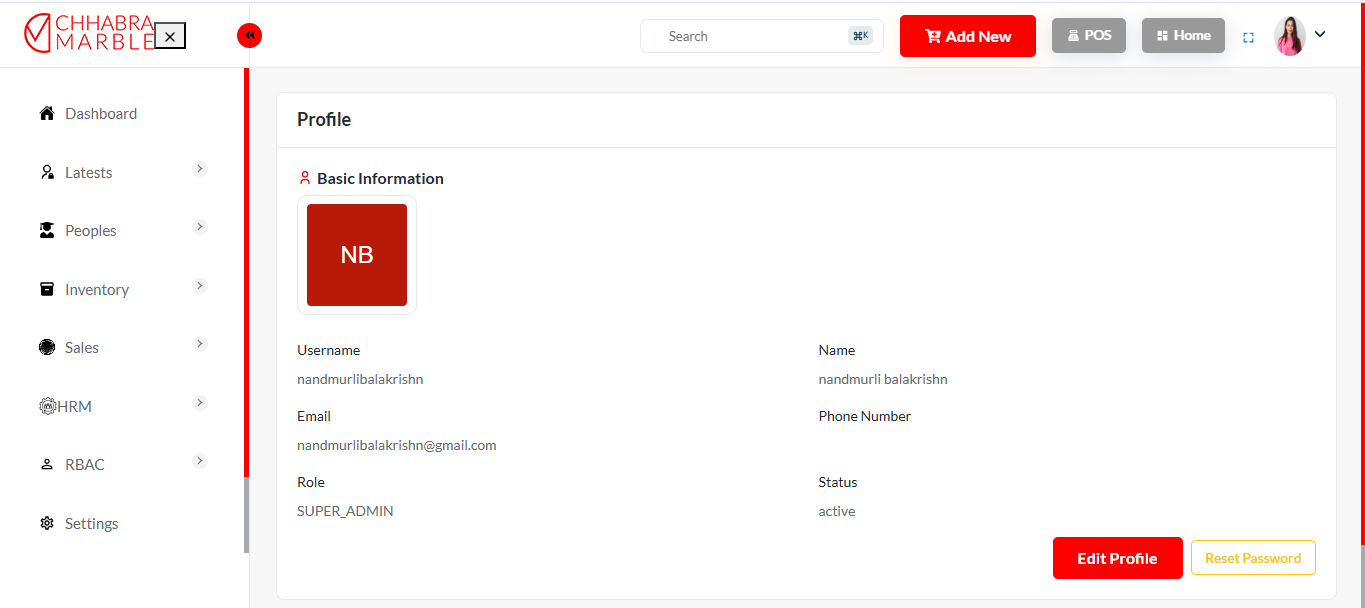 CHHABRA
MARBLE
Search
⌘K
Add New
POS
Home
Dashboard
Latests
Peoples
Inventory
Sales
HRM
RBAC
Settings
Profile
Basic Information
NB
Username
nandmurlibalakrishn
Name
nandmurli balakrishn
Email
nandmurlibalakrishn@gmail.com
Phone Number
Role
SUPER_ADMIN
Status
active
Edit Profile
Reset Password